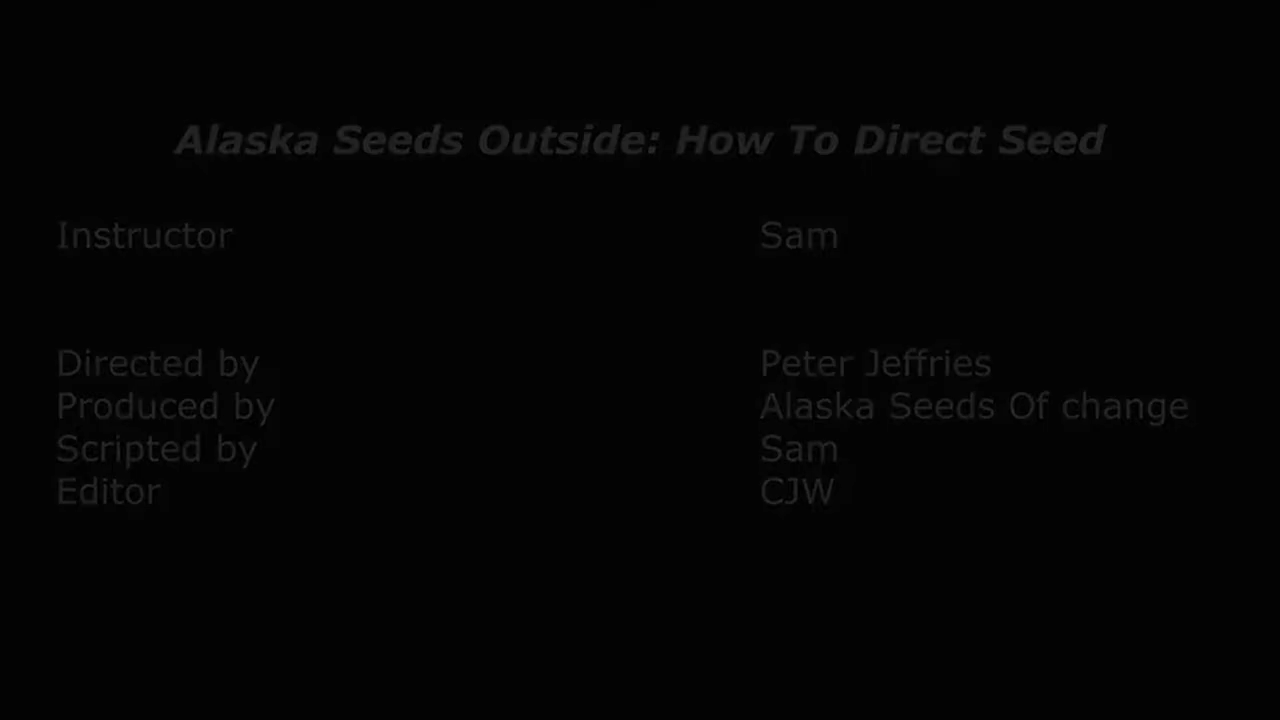 Alaska Seeds Outside: How To Direct Seed
Instructor Sam
Directed by Peter Jeffries
Produced by Alaska Seeds Of change
Scripted by Sam
Editor CJW